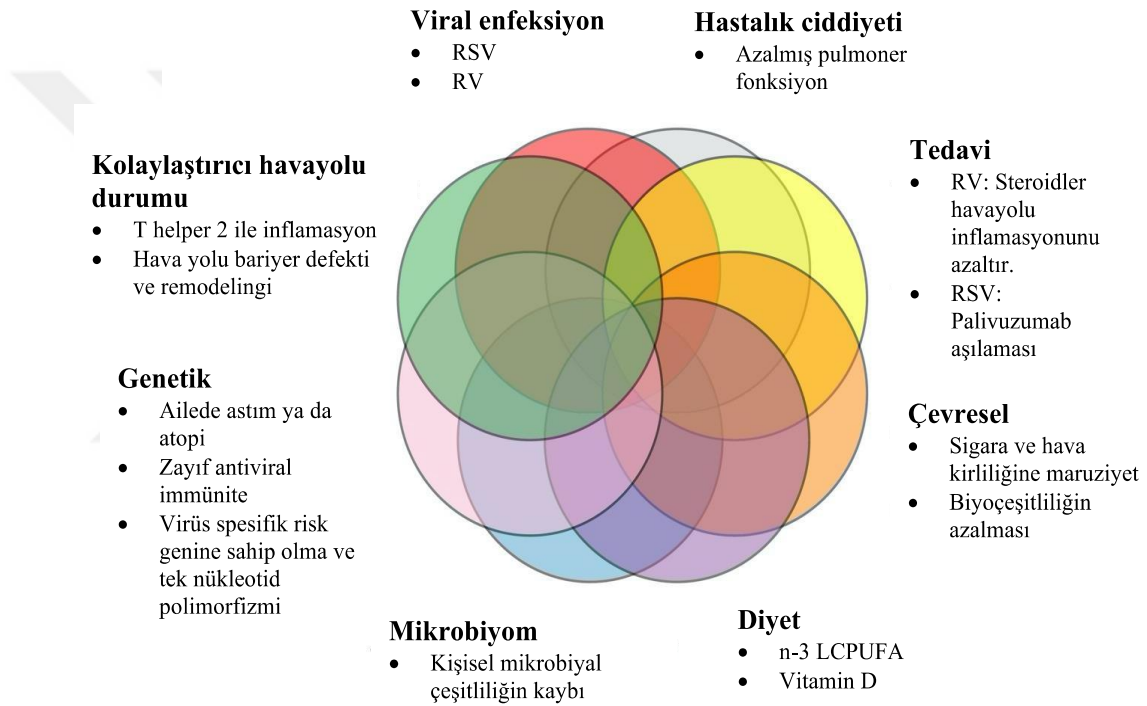 Viral enfeksiyon
• RSV
• RV
Hastalık ciddiyeti
• Azalmış pulmoner
fonksiyon
Kolaylaştırıcı havayolu
durumu
• T helper 2 ile inflamasyon
• Hava yolu bariyer defekti
ve remodelingi
Tedavi
• RV: Steroidler
havayolu
inflamasyonunu
azaltır.
• RSV:
Palivuzumab
aşılaması
Genetik
• Ailede astım ya da
atopi
• Zayıf antiviral
immünite
• Virüs spesifik risk
genine sahip olma ve
tek nükleotid
polimorfizmi
Çevresel
• Sigara ve hava
kirliliğine maruziyet
• Biyoçeşitliliğin
azalması
Mikrobiyom
• Kişisel mikrobiyal
çeşitliliğin kaybı
Diyet
• n-3 LCPUFA
• Vitamin D